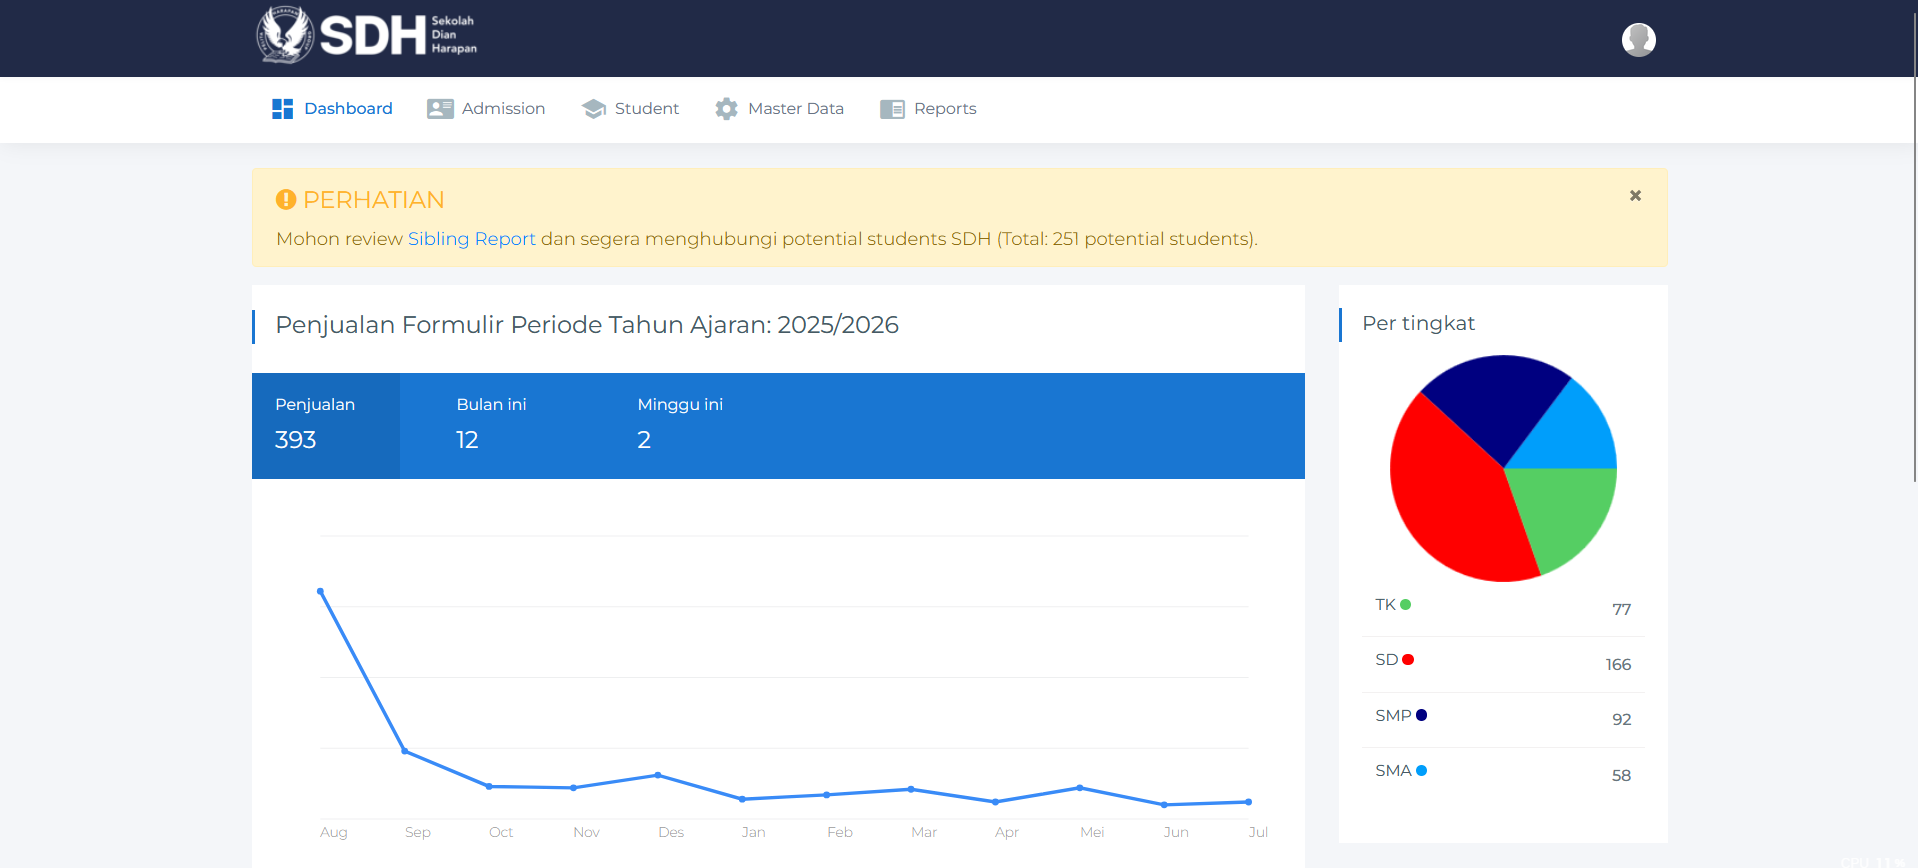 SDH Sekolah Dian Harapan
Dashboard Admission Student Master Data Reports
PERHATIAN ×
Mohon review Sibling Report dan segera menghubungi potential students SDH (Total: 251 potential students).
Penjualan Formulir Periode Tahun Ajaran: 2025/2026
Penjualan Bulan ini Minggu ini
393 12 2
Aug Sep Oct Nov Des Jan Feb Mar Apr Mei Jun Jul
Per tingkat
TK 77
SD 166
SMP 92
SMA 58
CPU 11 %